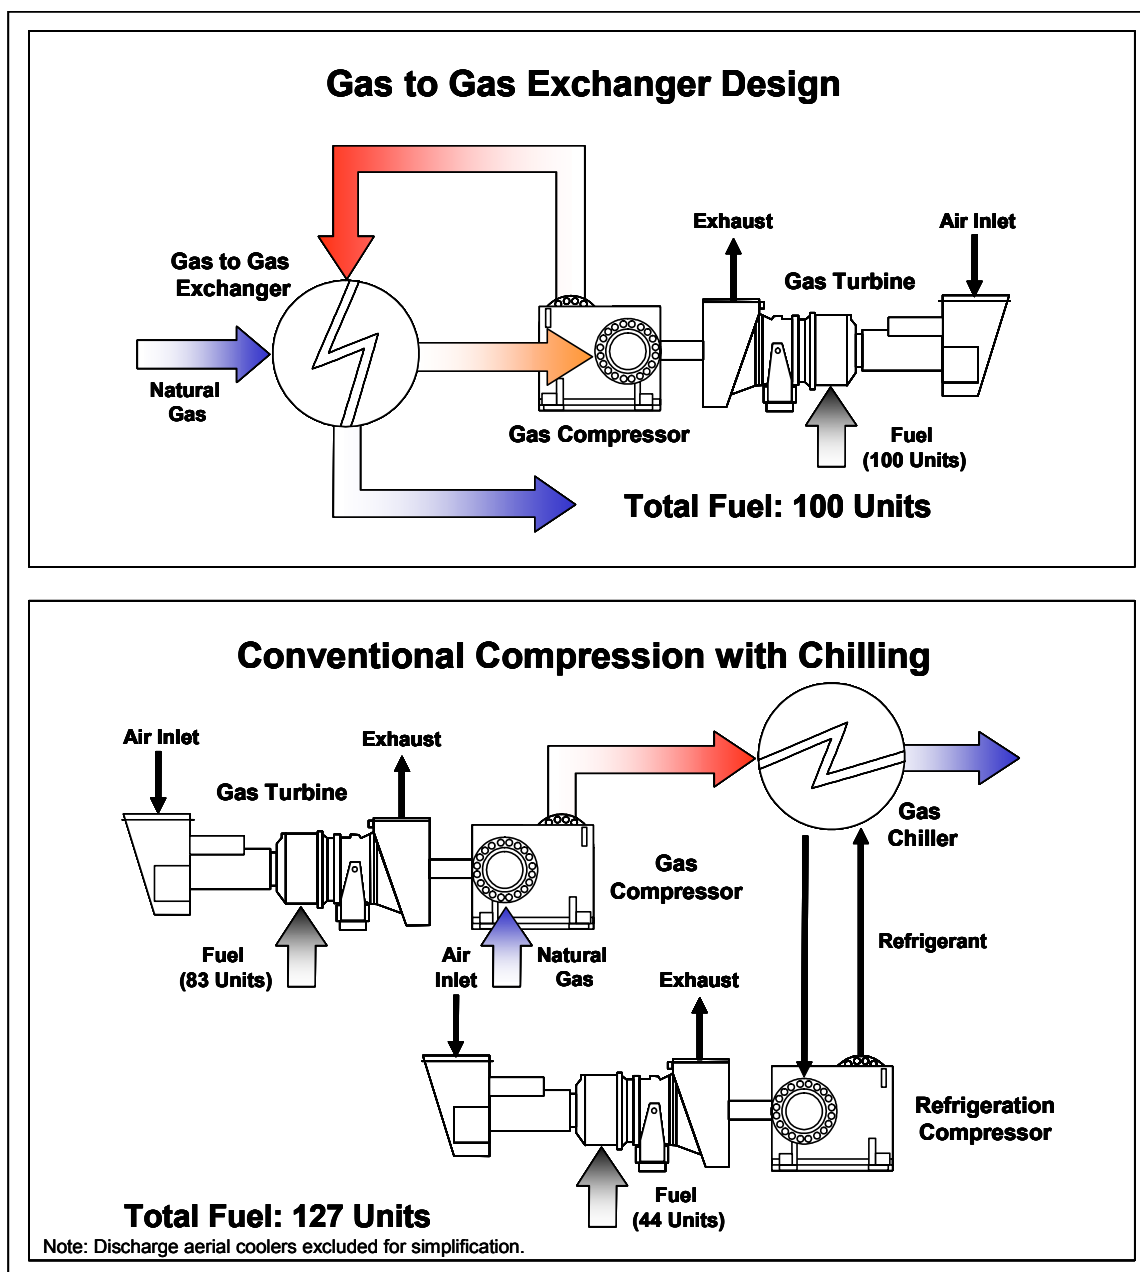 Gas to Gas Exchanger Design
Exhaust
Air Inlet
Gas to Gas
Exchanger
Gas Turbine
Natural
Gas
Gas Compressor
Fuel
(100 Units)
Total Fuel: 100 Units
Conventional Compression with Chilling
Air Inlet
Exhaust
Gas Turbine
Gas
Chiller
Gas
Compressor
Fuel
(83 Units)
Air
Inlet
Natural
Gas
Refrigerant
Exhaust
Refrigeration
Compressor
Fuel
(44 Units)
Total Fuel: 127 Units
Note: Discharge aerial coolers excluded for simplification.